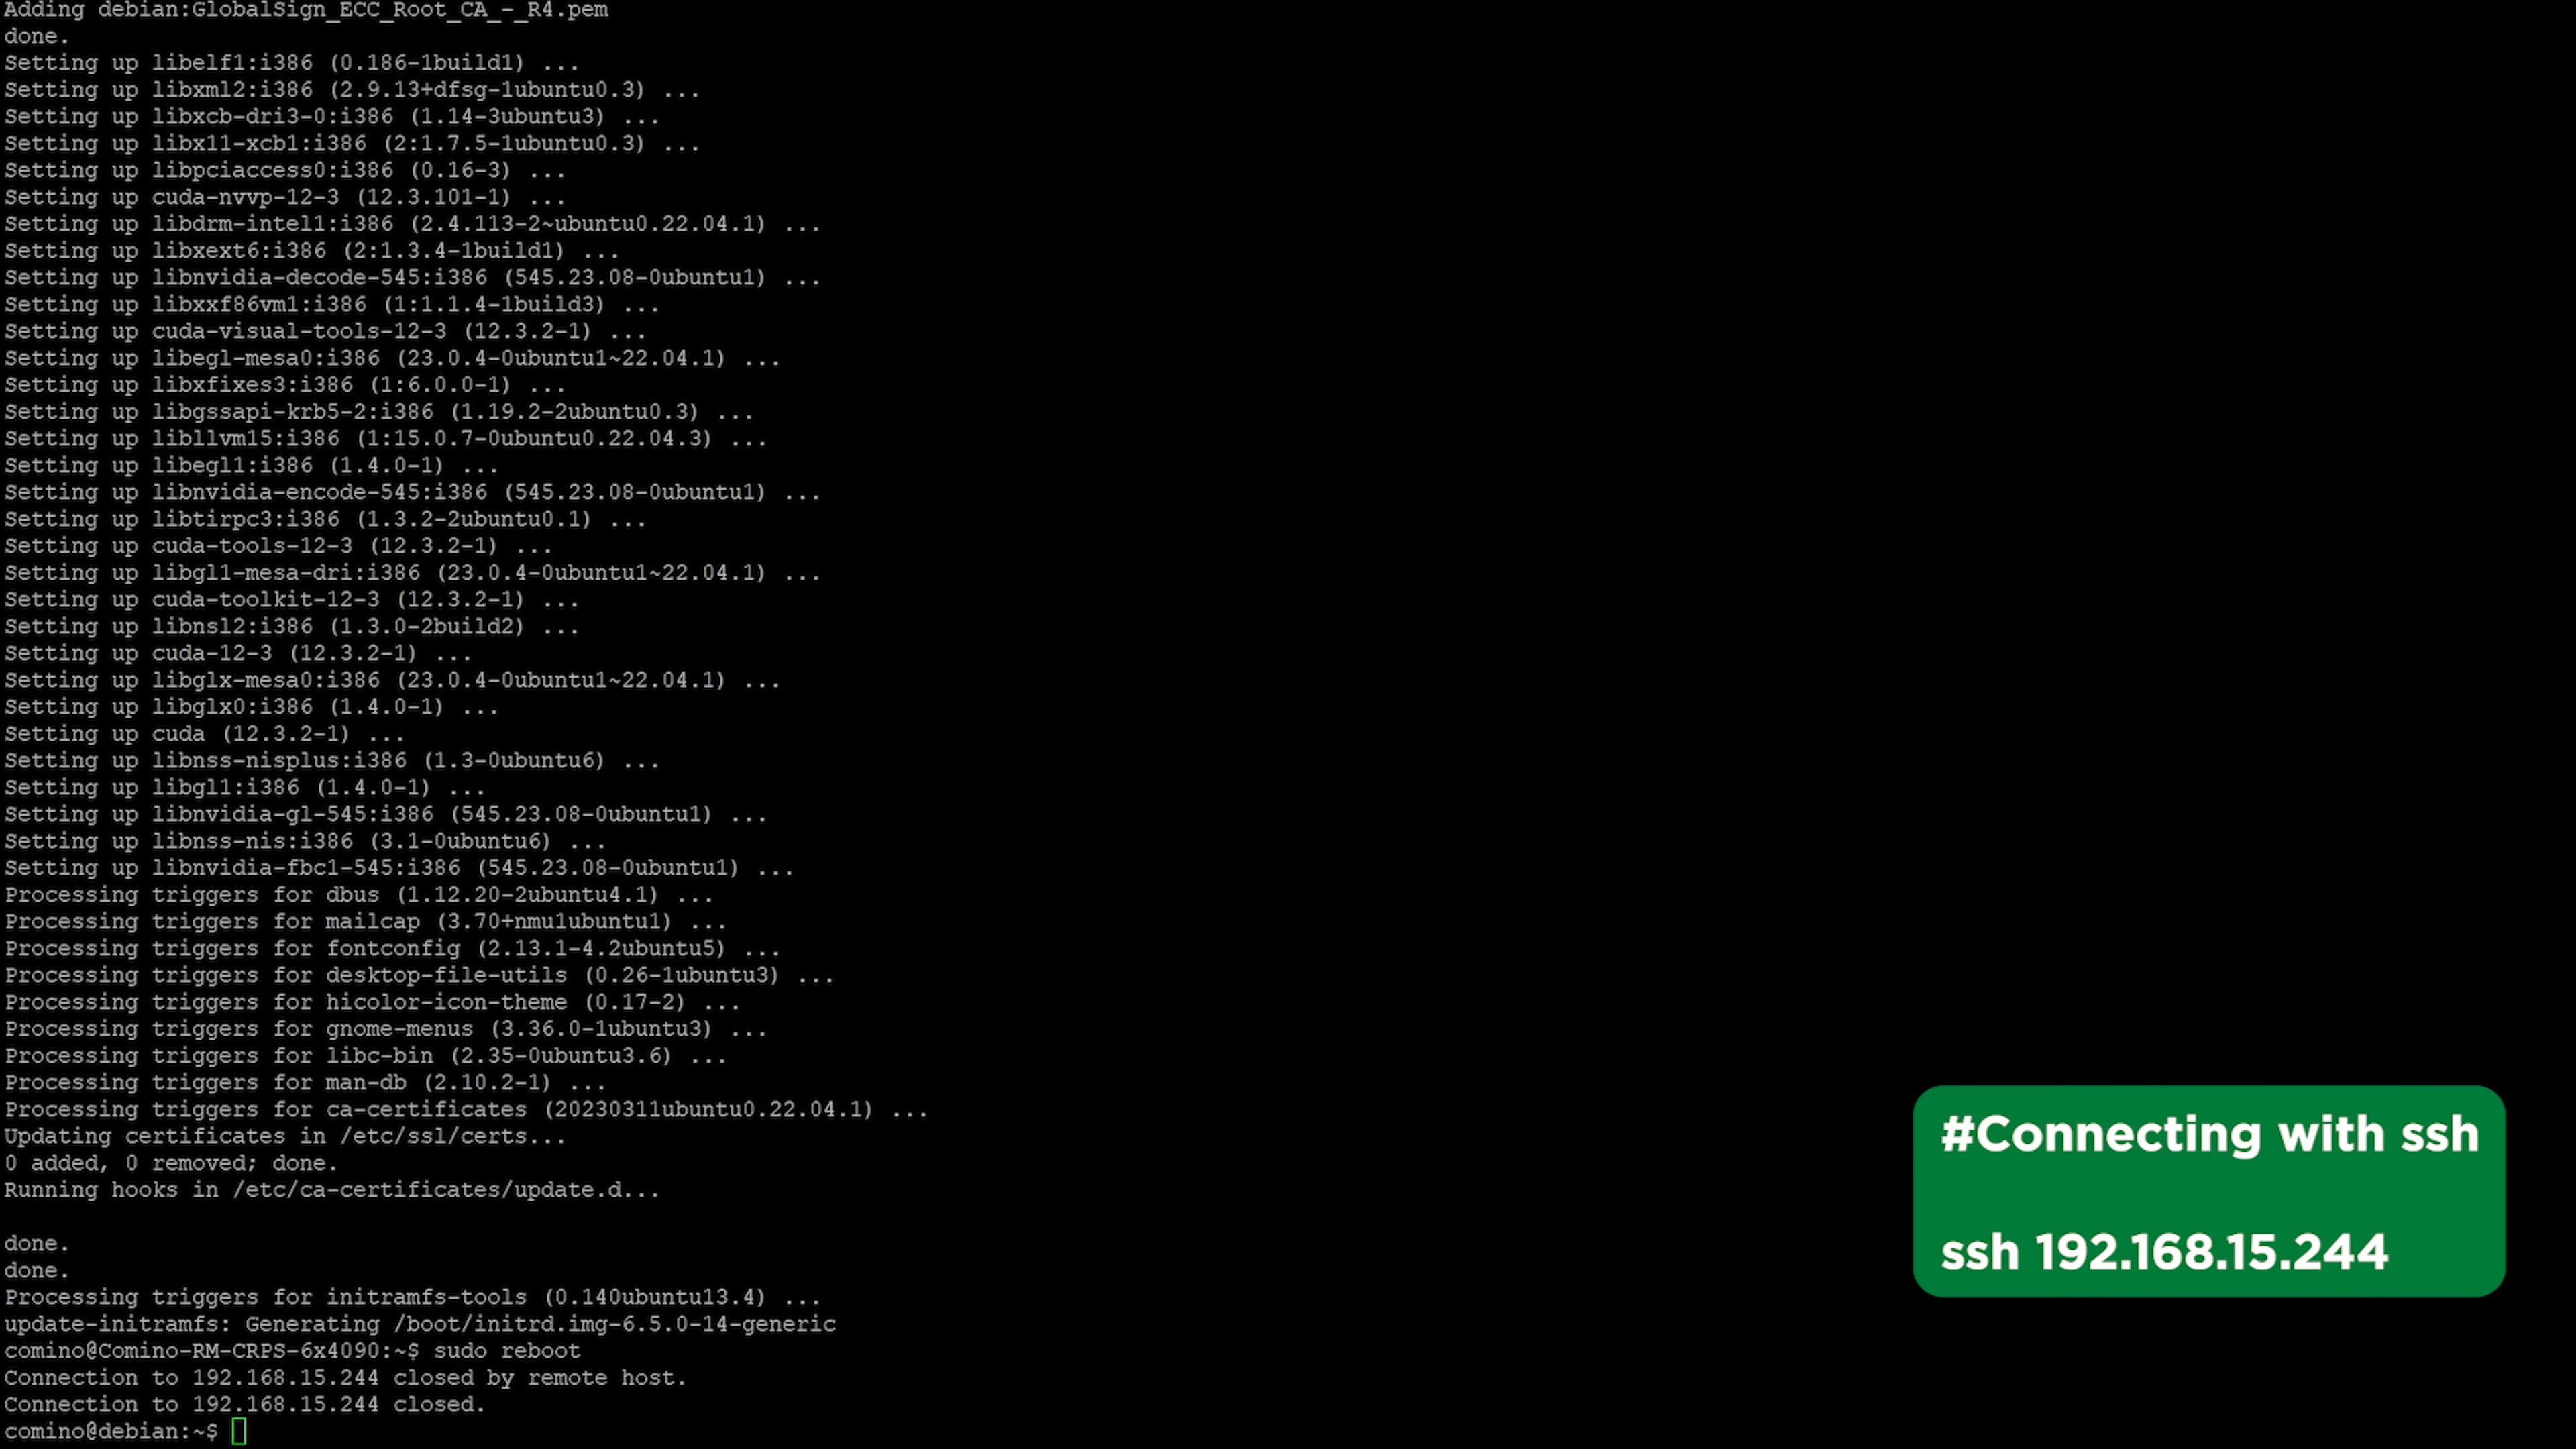 Adding debian:GlobalSign_ECC_Root_CA_-_R4.pem
done.
Setting up libelf1:i386 (0.186-1build1) ...
Setting up libxml2:i386 (2.9.13+dfsg-1ubuntu0.3) ...
Setting up libxcb-dri3-0:i386 (1.14-3ubuntu3) ...
Setting up libx11-xcb1:i386 (2:1.7.5-1ubuntu0.3) ...
Setting up libpciaccess0:i386 (0.16-3) ...
Setting up cuda-nvvp-12-3 (12.3.101-1) ...
Setting up libdrm-intel1:i386 (2.4.113-2~ubuntu0.22.04.1) ...
Setting up libxext6:i386 (2:1.3.4-1build1) ...
Setting up libnvidia-decode-545:i386 (545.23.08-0ubuntu1) ...
Setting up libxxf86vm1:i386 (1:1.1.4-1build3) ...
Setting up cuda-visual-tools-12-3 (12.3.2-1) ...
Setting up libegl-mesa0:i386 (23.0.4-0ubuntu1~22.04.1) ...
Setting up libxfixes3:i386 (1:6.0.0-1) ...
Setting up libgssapi-krb5-2:i386 (1.19.2-2ubuntu0.3) ...
Setting up libllvm15:i386 (1:15.0.7-0ubuntu0.22.04.3) ...
Setting up libegl1:i386 (1.4.0-1) ...
Setting up libnvidia-encode-545:i386 (545.23.08-0ubuntu1) ...
Setting up libtirpc3:i386 (1.3.2-2ubuntu0.1) ...
Setting up cuda-tools-12-3 (12.3.2-1) ...
Setting up libgl1-mesa-dri:i386 (23.0.4-0ubuntu1~22.04.1) ...
Setting up cuda-toolkit-12-3 (12.3.2-1) ...
Setting up libnsl2:i386 (1.3.0-2build2) ...
Setting up cuda-12-3 (12.3.2-1) ...
Setting up libglx-mesa0:i386 (23.0.4-0ubuntu1~22.04.1) ...
Setting up libglx0:i386 (1.4.0-1) ...
Setting up cuda (12.3.2-1) ...
Setting up libnss-nisplus:i386 (1.3-0ubuntu6) ...
Setting up libgl1:i386 (1.4.0-1) ...
Setting up libnvidia-gl-545:i386 (545.23.08-0ubuntu1) ...
Setting up libnss-nis:i386 (3.1-0ubuntu6) ...
Setting up libnvidia-fbc1-545:i386 (545.23.08-0ubuntu1) ...
Processing triggers for dbus (1.12.20-2ubuntu4.1) ...
Processing triggers for mailcap (3.70+nmu1ubuntu1) ...
Processing triggers for fontconfig (2.13.1-4.2ubuntu5) ...
Processing triggers for desktop-file-utils (0.26-1ubuntu3) ...
Processing triggers for hicolor-icon-theme (0.17-2) ...
Processing triggers for gnome-menus (3.36.0-1ubuntu3) ...
Processing triggers for libc-bin (2.35-0ubuntu3.6) ...
Processing triggers for man-db (2.10.2-1) ...
Processing triggers for ca-certificates (20230311ubuntu0.22.04.1) ...
Updating certificates in /etc/ssl/certs...
0 added, 0 removed; done.
Running hooks in /etc/ca-certificates/update.d...
done.
done.
Processing triggers for initramfs-tools (0.140ubuntu13.4) ...
update-initramfs: Generating /boot/initrd.img-6.5.0-14-generic
comino@Comino-RM-CRPS-6x4090:~$ sudo reboot
Connection to 192.168.15.244 closed by remote host.
Connection to 192.168.15.244 closed.
comino@debian:~$
#Connecting with ssh
ssh 192.168.15.244